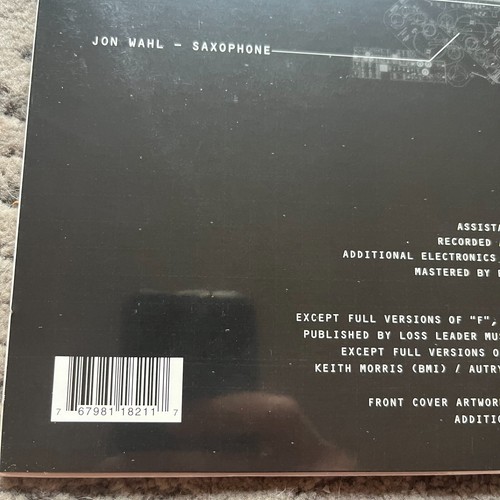 JON WAHL - SAXOPHONE
ASSISTA
RECORDED
ADDITIONAL ELECTRONICS
MASTERED BY
EXCEPT FULL VERSIONS OF "F",
PUBLISHED BY LOSS LEADER MU
EXCEPT FULL VERSIONS O
KEITH MORRIS (BMI) / AUTRY
FRONT COVER ARTWOR
ADDITIO
7 67981 18211 7